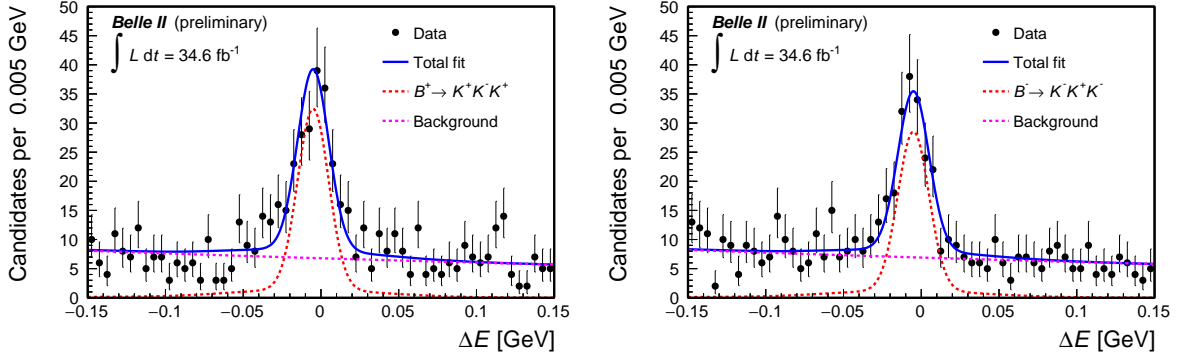 Candidates per 0.005 GeV
50
45
40
35
30
25
20
15
10
5
0
Belle II (preliminary)
∫ L dt = 34.6 fb⁻¹
Data
Total fit
B⁺→ K⁺K⁻K⁺
Background
−0.15 −0.1 −0.05 0 0.05 0.1 0.15
ΔE [GeV]
Candidates per 0.005 GeV
50
45
40
35
30
25
20
15
10
5
0
Belle II (preliminary)
∫ L dt = 34.6 fb⁻¹
Data
Total fit
B⁻→ K⁻K⁺K⁻
Background
−0.15 −0.1 −0.05 0 0.05 0.1 0.15
ΔE [GeV]